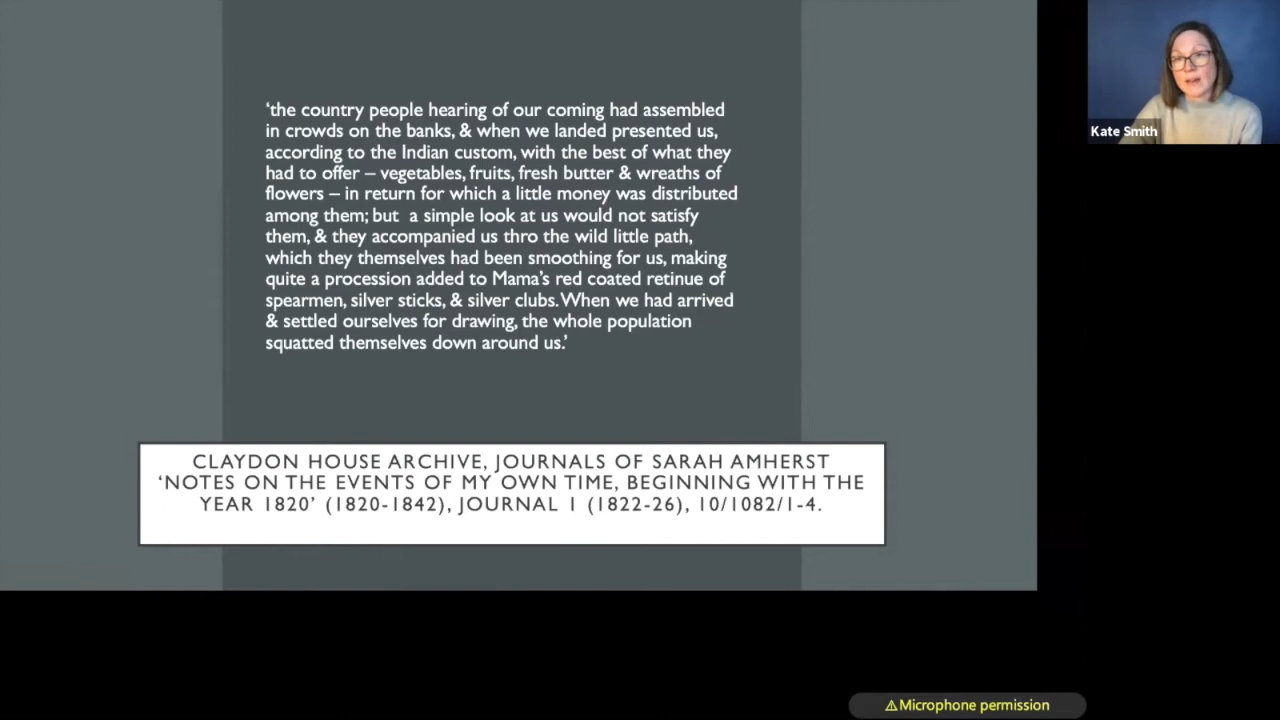 ‘the country people hearing of our coming had assembled
in crowds on the banks, & when we landed presented us,
according to the Indian custom, with the best of what they
had to offer – vegetables, fruits, fresh butter & wreaths of
flowers – in return for which a little money was distributed
among them; but  a simple look at us would not satisfy
them, & they accompanied us thro the wild little path,
which they themselves had been smoothing for us, making
quite a procession added to Mama’s red coated retinue of
spearmen, silver sticks, & silver clubs. When we had arrived
& settled ourselves for drawing, the whole population
squatted themselves down around us.’
CLAYDON HOUSE ARCHIVE, JOURNALS OF SARAH AMHERST
‘NOTES ON THE EVENTS OF MY OWN TIME, BEGINNING WITH THE
YEAR 1820’ (1820-1842), JOURNAL 1 (1822-26), 10/1082/1-4.
Kate Smith
⚠Microphone permission